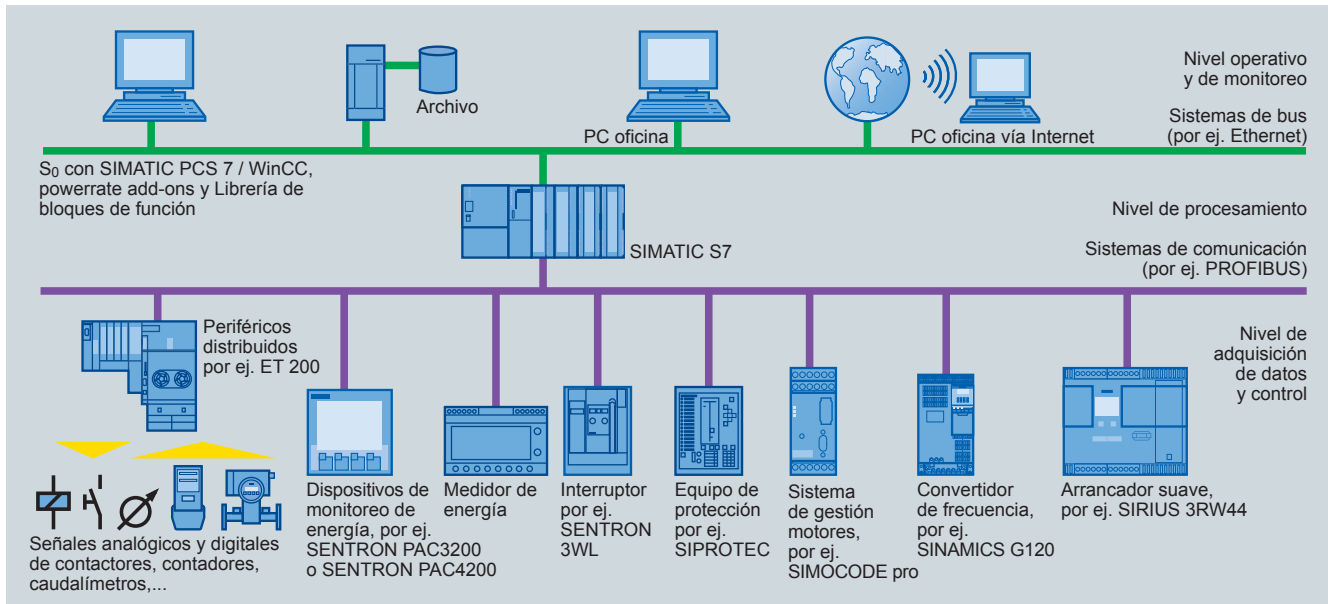 Nivel operativo
y de monitoreo
Archivo
PC oficina
PC oficina vía Internet
Sistemas de bus
(por ej. Ethernet)
S0 con SIMATIC PCS 7 / WinCC,
powerrate add-ons y Librería de
bloques de función
SIMATIC S7
Nivel de procesamiento
Sistemas de comunicación
(por ej. PROFIBUS)
Periféricos
distribuidos
por ej. ET 200
Nivel de
adquisición
de datos
y control
Señales analógicos y digitales
de contactores, contadores,
caudalímetros,...
Dispositivos de
monitoreo de
energía, por ej.
SENTRON PAC3200
o SENTRON PAC4200
Medidor de
energía
Interruptor
por ej.
SENTRON
3WL
Equipo de
protección
por ej.
SIPROTEC
Sistema
de gestión
motores,
por ej.
SIMOCODE pro
Convertidor
de frecuencia,
por ej.
SINAMICS G120
Arrancador suave,
por ej. SIRIUS 3RW44